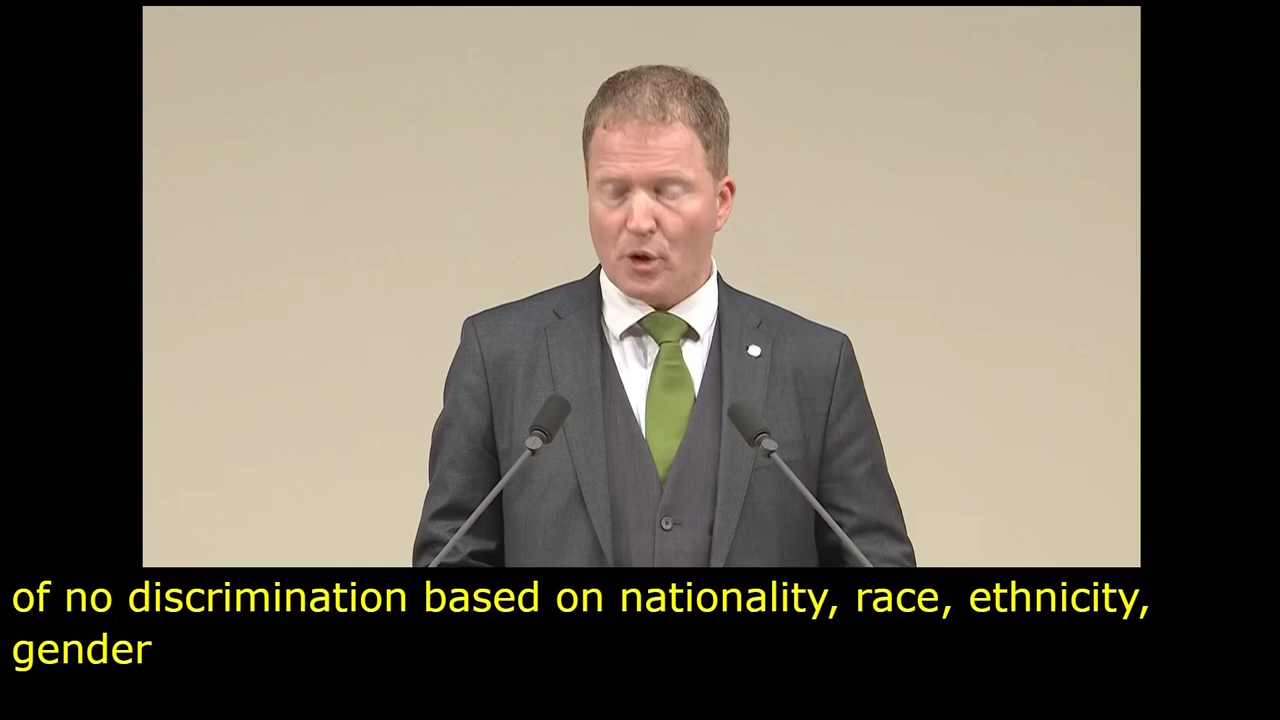 of no discrimination based on nationality, race, ethnicity,
gender